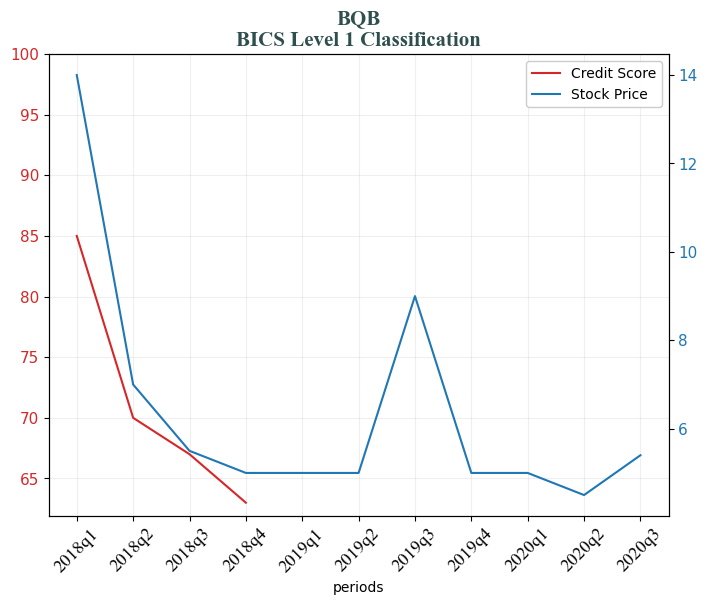 BQB
BICS Level 1 Classification
100
95
90
85
80
75
70
65
14
12
10
8
6
Credit Score
Stock Price
2018q1
2018q2
2018q3
2018q4
2019q1
2019q2
2019q3
2019q4
2020q1
2020q2
2020q3
periods